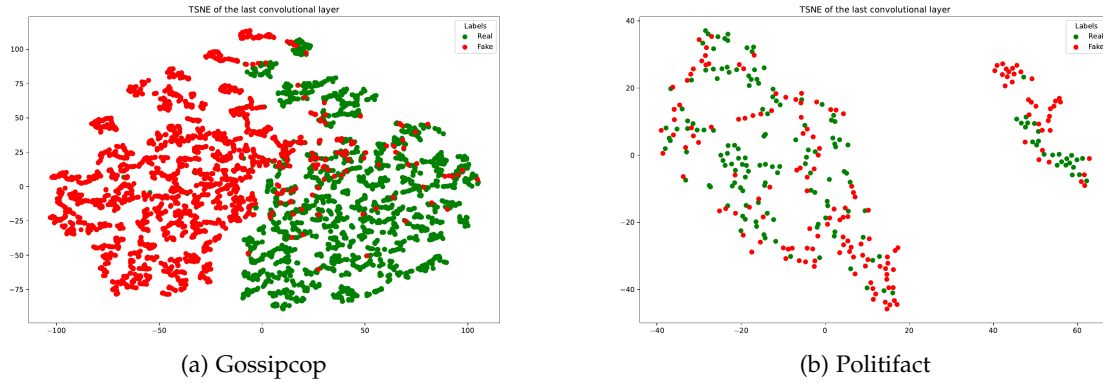 TSNE of the last convolutional layer
Labels
Real
Fake
100
75
50
25
0
−25
−50
−75
−100
−50
0
50
100
(a) Gossipcop
TSNE of the last convolutional layer
Labels
Real
Fake
40
20
0
−20
−40
−40
−20
0
20
40
60
(b) Politifact